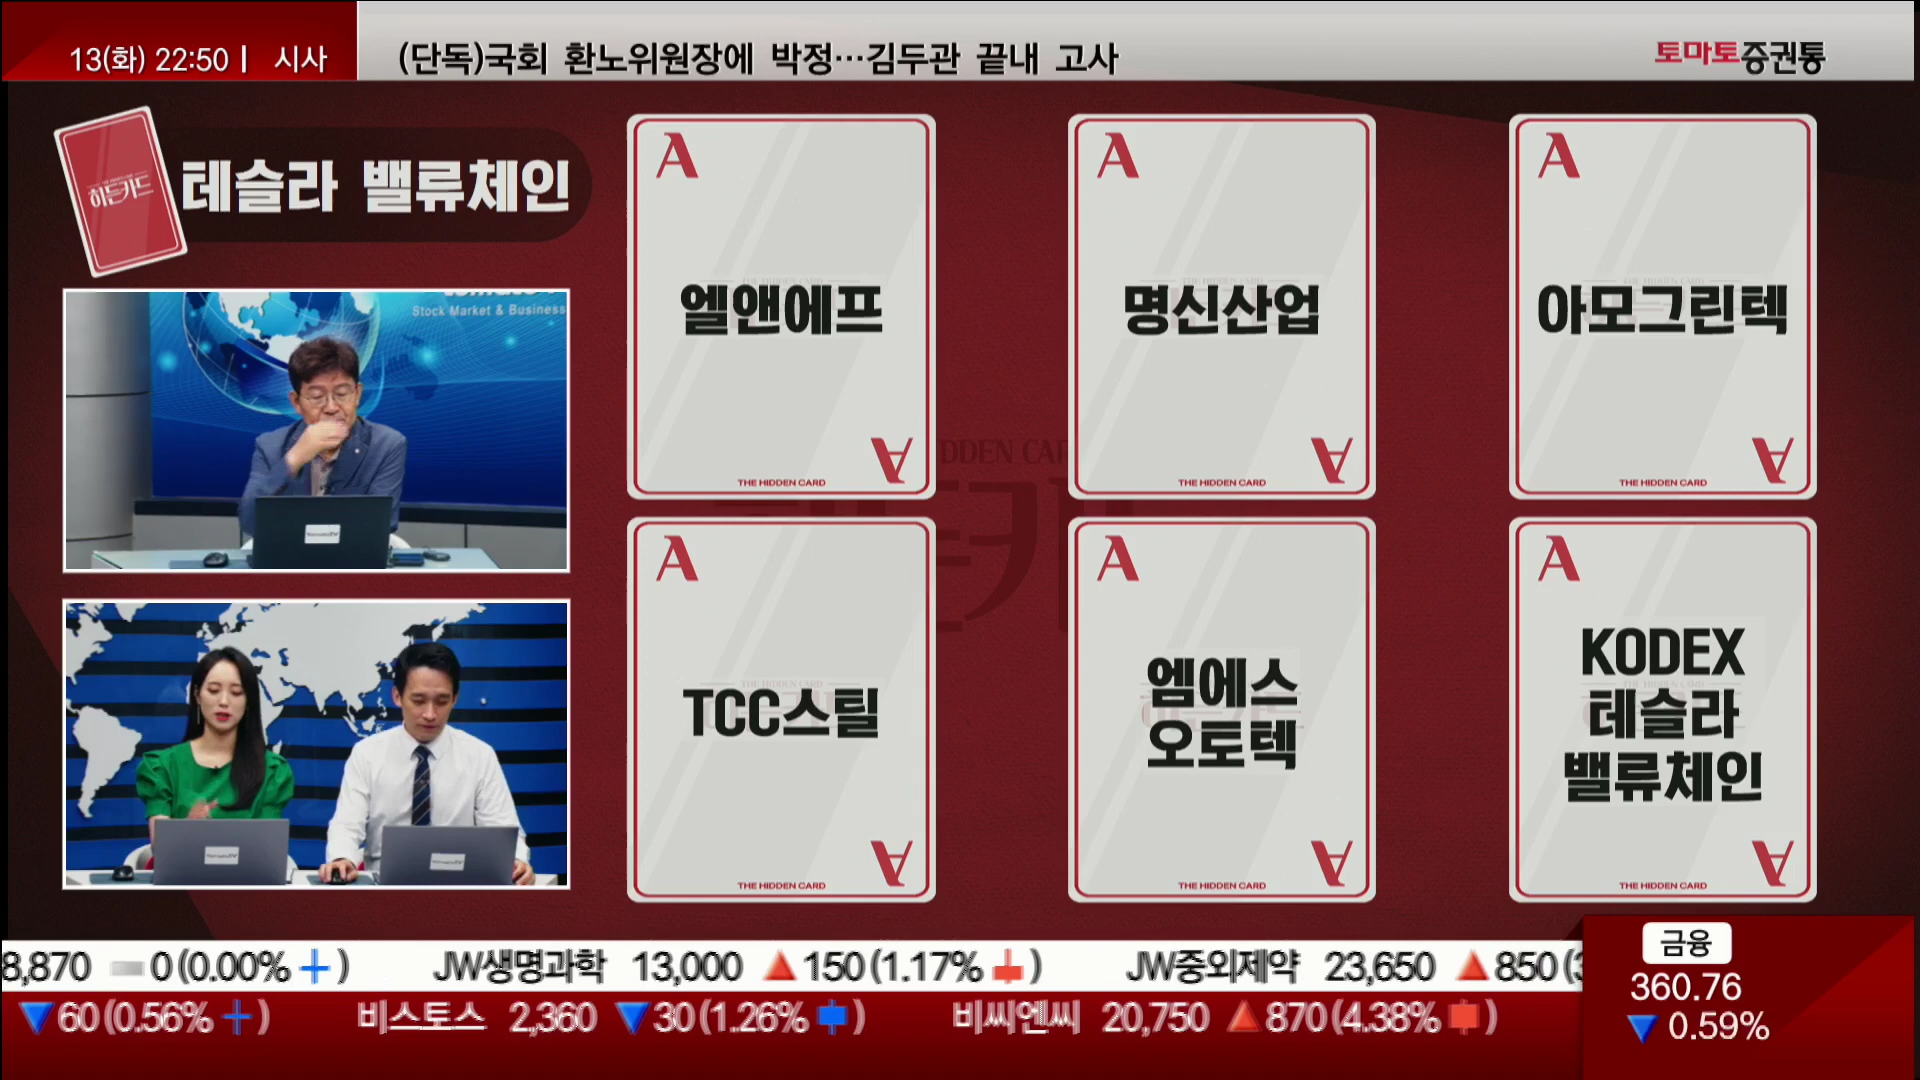 13(화) 22:50 | 시사
(단독)국회 환노위원장에 박정…김두관 끝내 고사
토마토증권통
히든카드
테슬라 밸류체인
Stock Market & Business
A
엘앤에프
A
THE HIDDEN CARD
A
명신산업
A
THE HIDDEN CARD
A
아모그린텍
A
THE HIDDEN CARD
A
TCC스틸
A
THE HIDDEN CARD
A
엠에스
오토텍
A
THE HIDDEN CARD
A
KODEX
테슬라
밸류체인
A
THE HIDDEN CARD
8,870 0(0.00% ) JW생명과학 13,000 ▲150(1.17% ) JW중외제약 23,650 ▲850(
▼60(0.56% ) 비스토스 2,360 ▼30(1.26% ) 비씨엔씨 20,750 ▲870(4.38% )
금융
360.76
▼ 0.59%